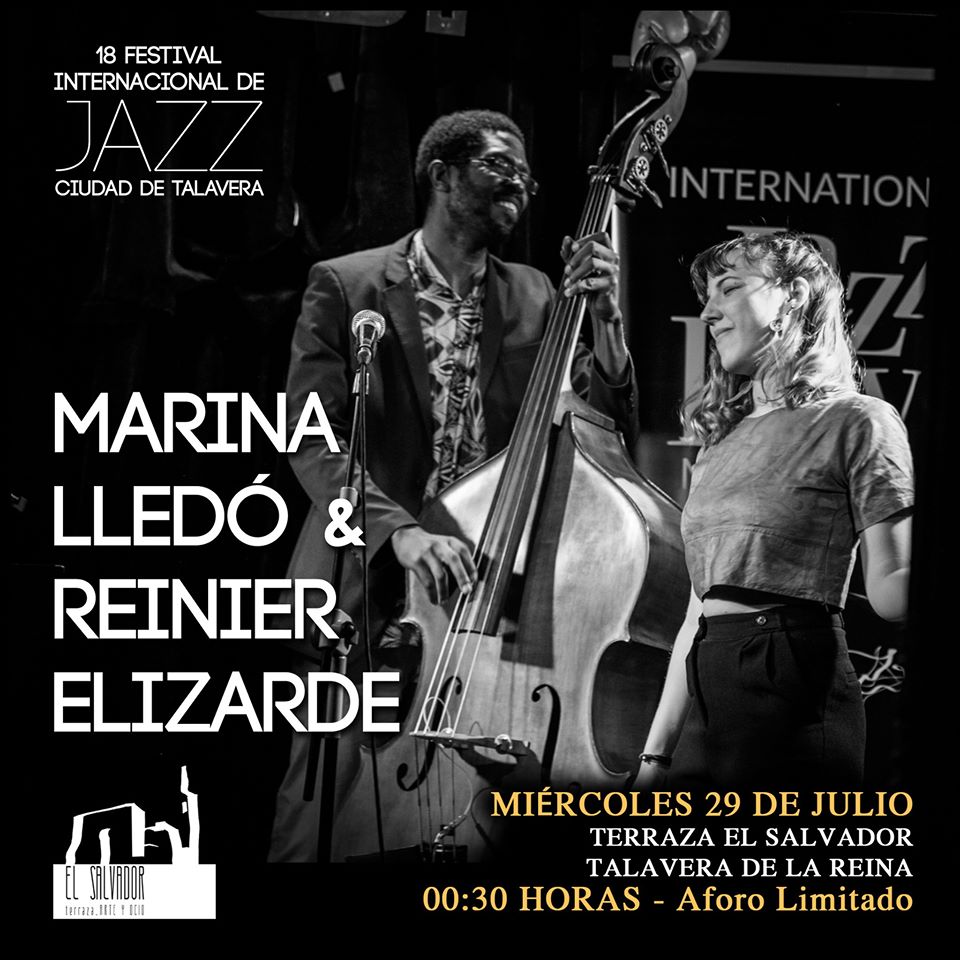 18 FESTIVAL
INTERNACIONAL DE
JAZZ
CIUDAD DE TALAVERA
INTERNATION
JAZZ
MARINA
LLEDÓ &
REINIER
ELIZARDE
MIÉRCOLES 29 DE JULIO
TERRAZA EL SALVADOR
TALAVERA DE LA REINA
00:30 HORAS - Aforo Limitado
EL SALVADOR
terraza, ARTE Y OCIO